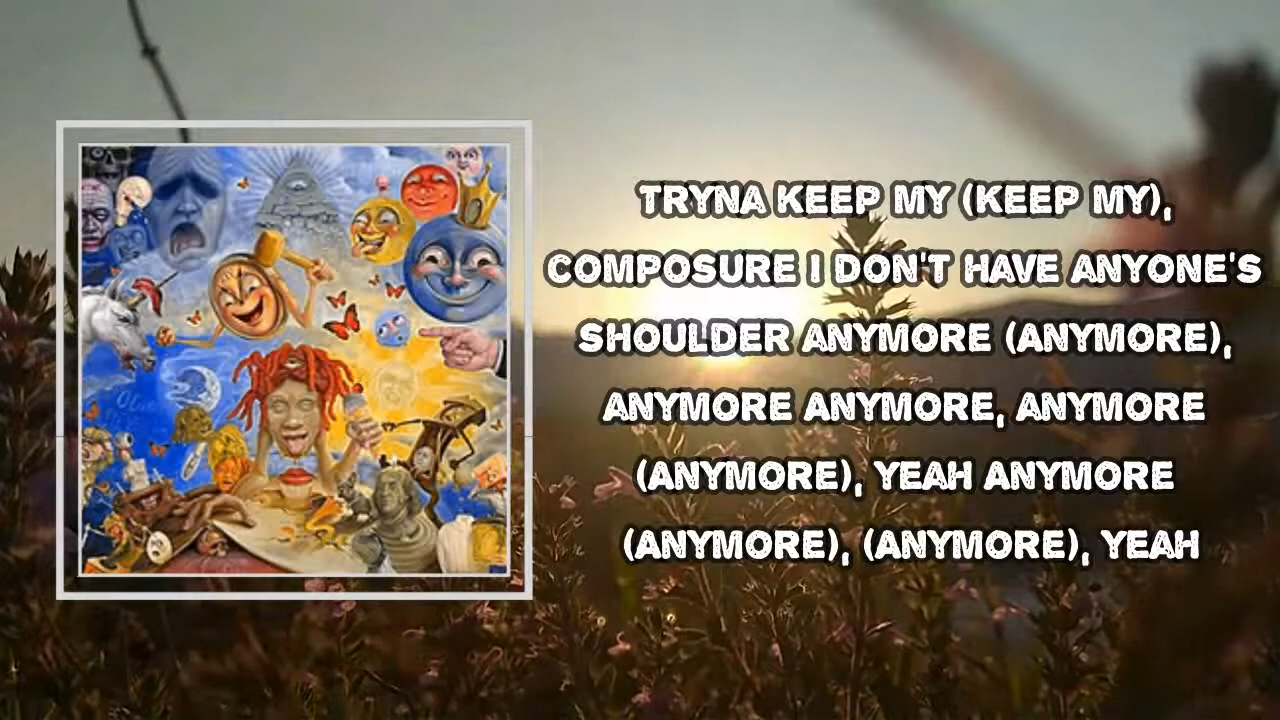 TRYNA KEEP MY (KEEP MY),
COMPOSURE I DON'T HAVE ANYONE'S
SHOULDER ANYMORE (ANYMORE),
ANYMORE ANYMORE, ANYMORE
(ANYMORE), YEAH ANYMORE
(ANYMORE), (ANYMORE), YEAH